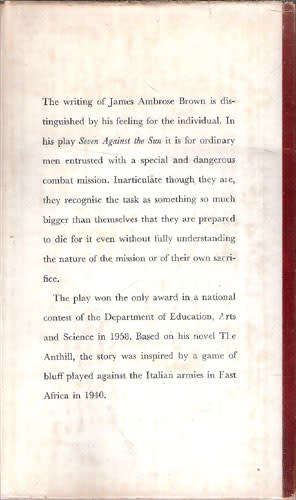 The writing of James Ambrose Brown is dis-
tinguished by his feeling for the individual. In
his play Seven Against the Sun it is for ordinary
men entrusted with a special and dangerous
combat mission. Inarticulate though they are,
they recognise the task as something so much
bigger than themselves that they are prepared
to die for it even without fully understanding
the nature of the mission or of their own sacri-
fice.
The play won the only award in a national
contest of the Department of Education, Arts
and Science in 1958. Based on his novel The
Anthill, the story was inspired by a game of
bluff played against the Italian armies in East
Africa in 1940.